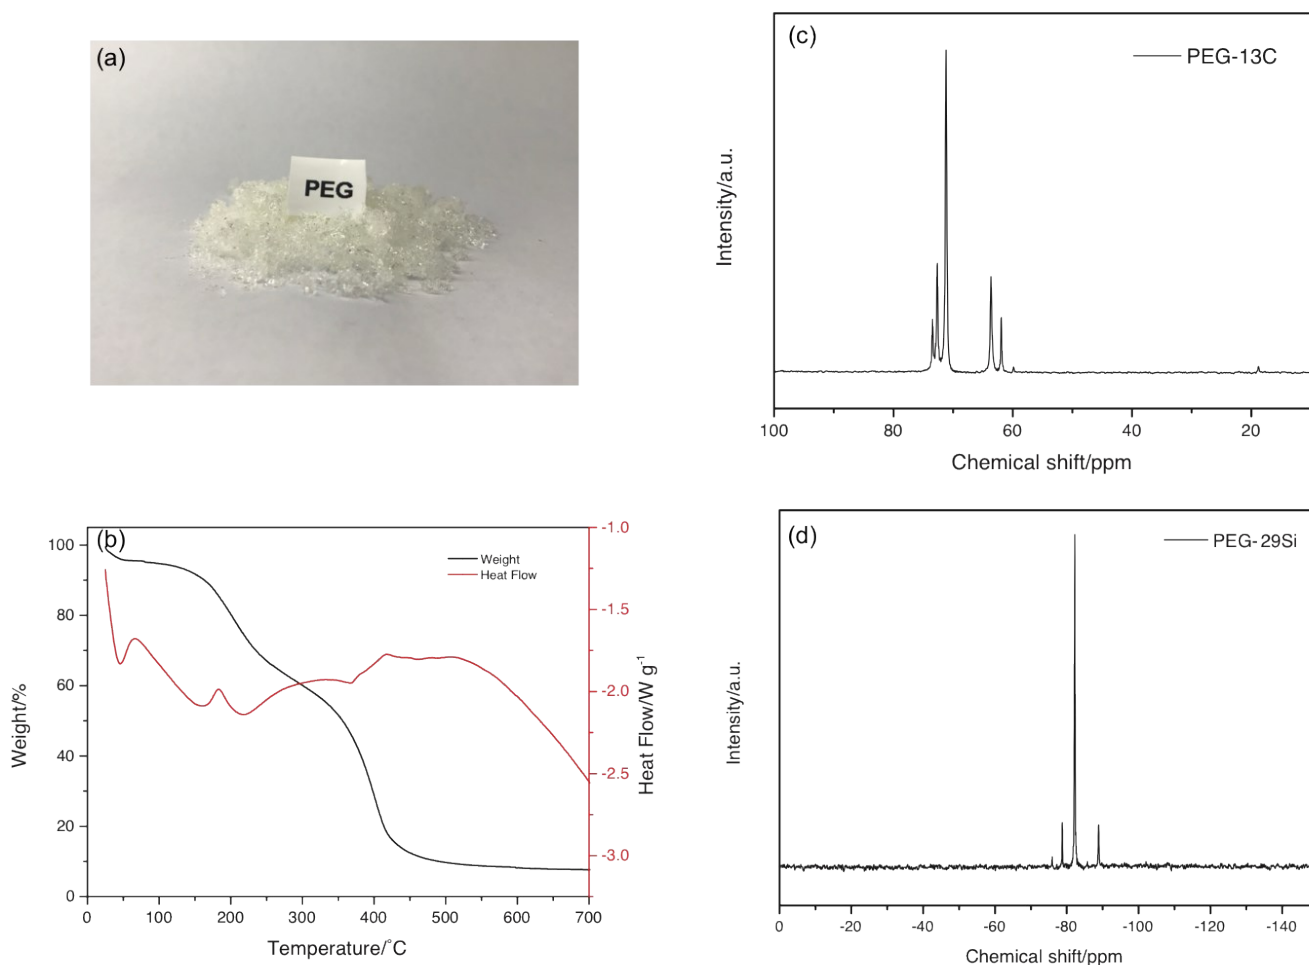 (a)
PEG
(c)
PEG-13C
Intensity/a.u.
100
80
60
40
20
Chemical shift/ppm
(b)
Weight
Heat Flow
100
80
60
40
20
0
Weight/%
-1.0
-1.5
-2.0
-2.5
-3.0
Heat Flow/W g⁻¹
0
100
200
300
400
500
600
700
Temperature/°C
(d)
PEG-29Si
Intensity/a.u.
0
-20
-40
-60
-80
-100
-120
-140
Chemical shift/ppm